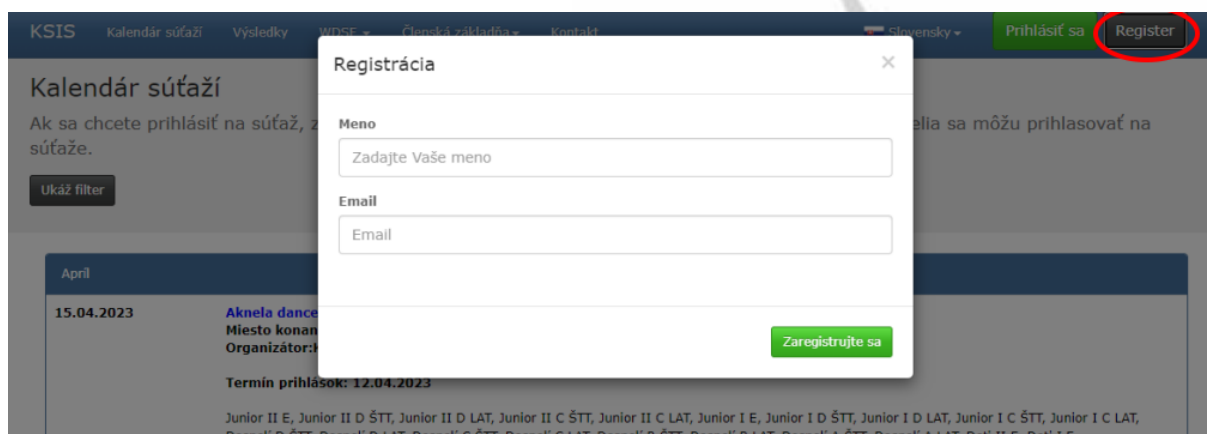 KSIS Kalendár súťaží Výsledky WDSF Členská základňa Kontakt Slovensky Prihlásiť sa Register
Registrácia ×
Kalendár súťaží
Ak sa chcete prihlásiť na súťaž, z elia sa môžu prihlasovať na
súťaže.
Meno
Zadajte Vaše meno
Ukáž filter
Email
Email
Apríl
15.04.2023 Aknela dance
Miesto konan
Organizátor:
Zaregistrujte sa
Termín prihlások: 12.04.2023
Junior II E, Junior II D ŠTT, Junior II D LAT, Junior II C ŠTT, Junior II C LAT, Junior I E, Junior I D ŠTT, Junior I D LAT, Junior I C ŠTT, Junior I C LAT,